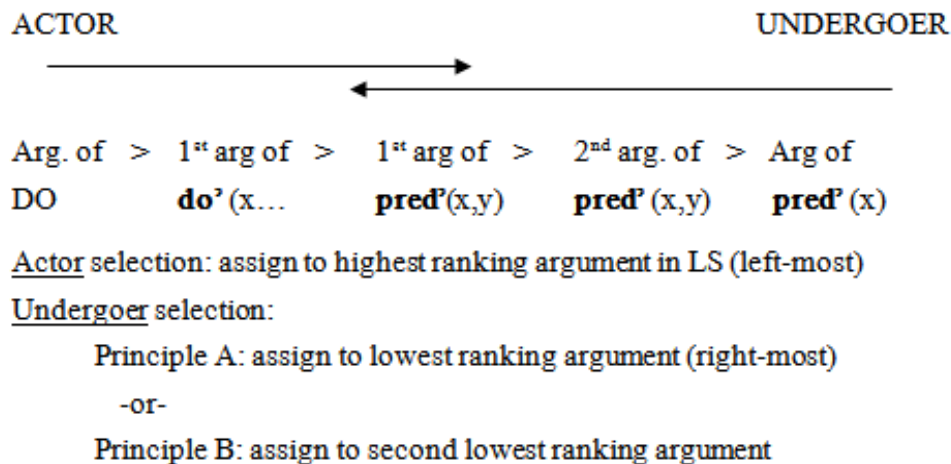 ACTOR UNDERGOER
Arg. of > 1st arg of > 1st arg of > 2nd arg. of > Arg of
DO do’ (x… pred’(x,y) pred’ (x,y) pred’ (x)
Actor selection: assign to highest ranking argument in LS (left-most)
Undergoer selection:
Principle A: assign to lowest ranking argument (right-most)
-or-
Principle B: assign to second lowest ranking argument